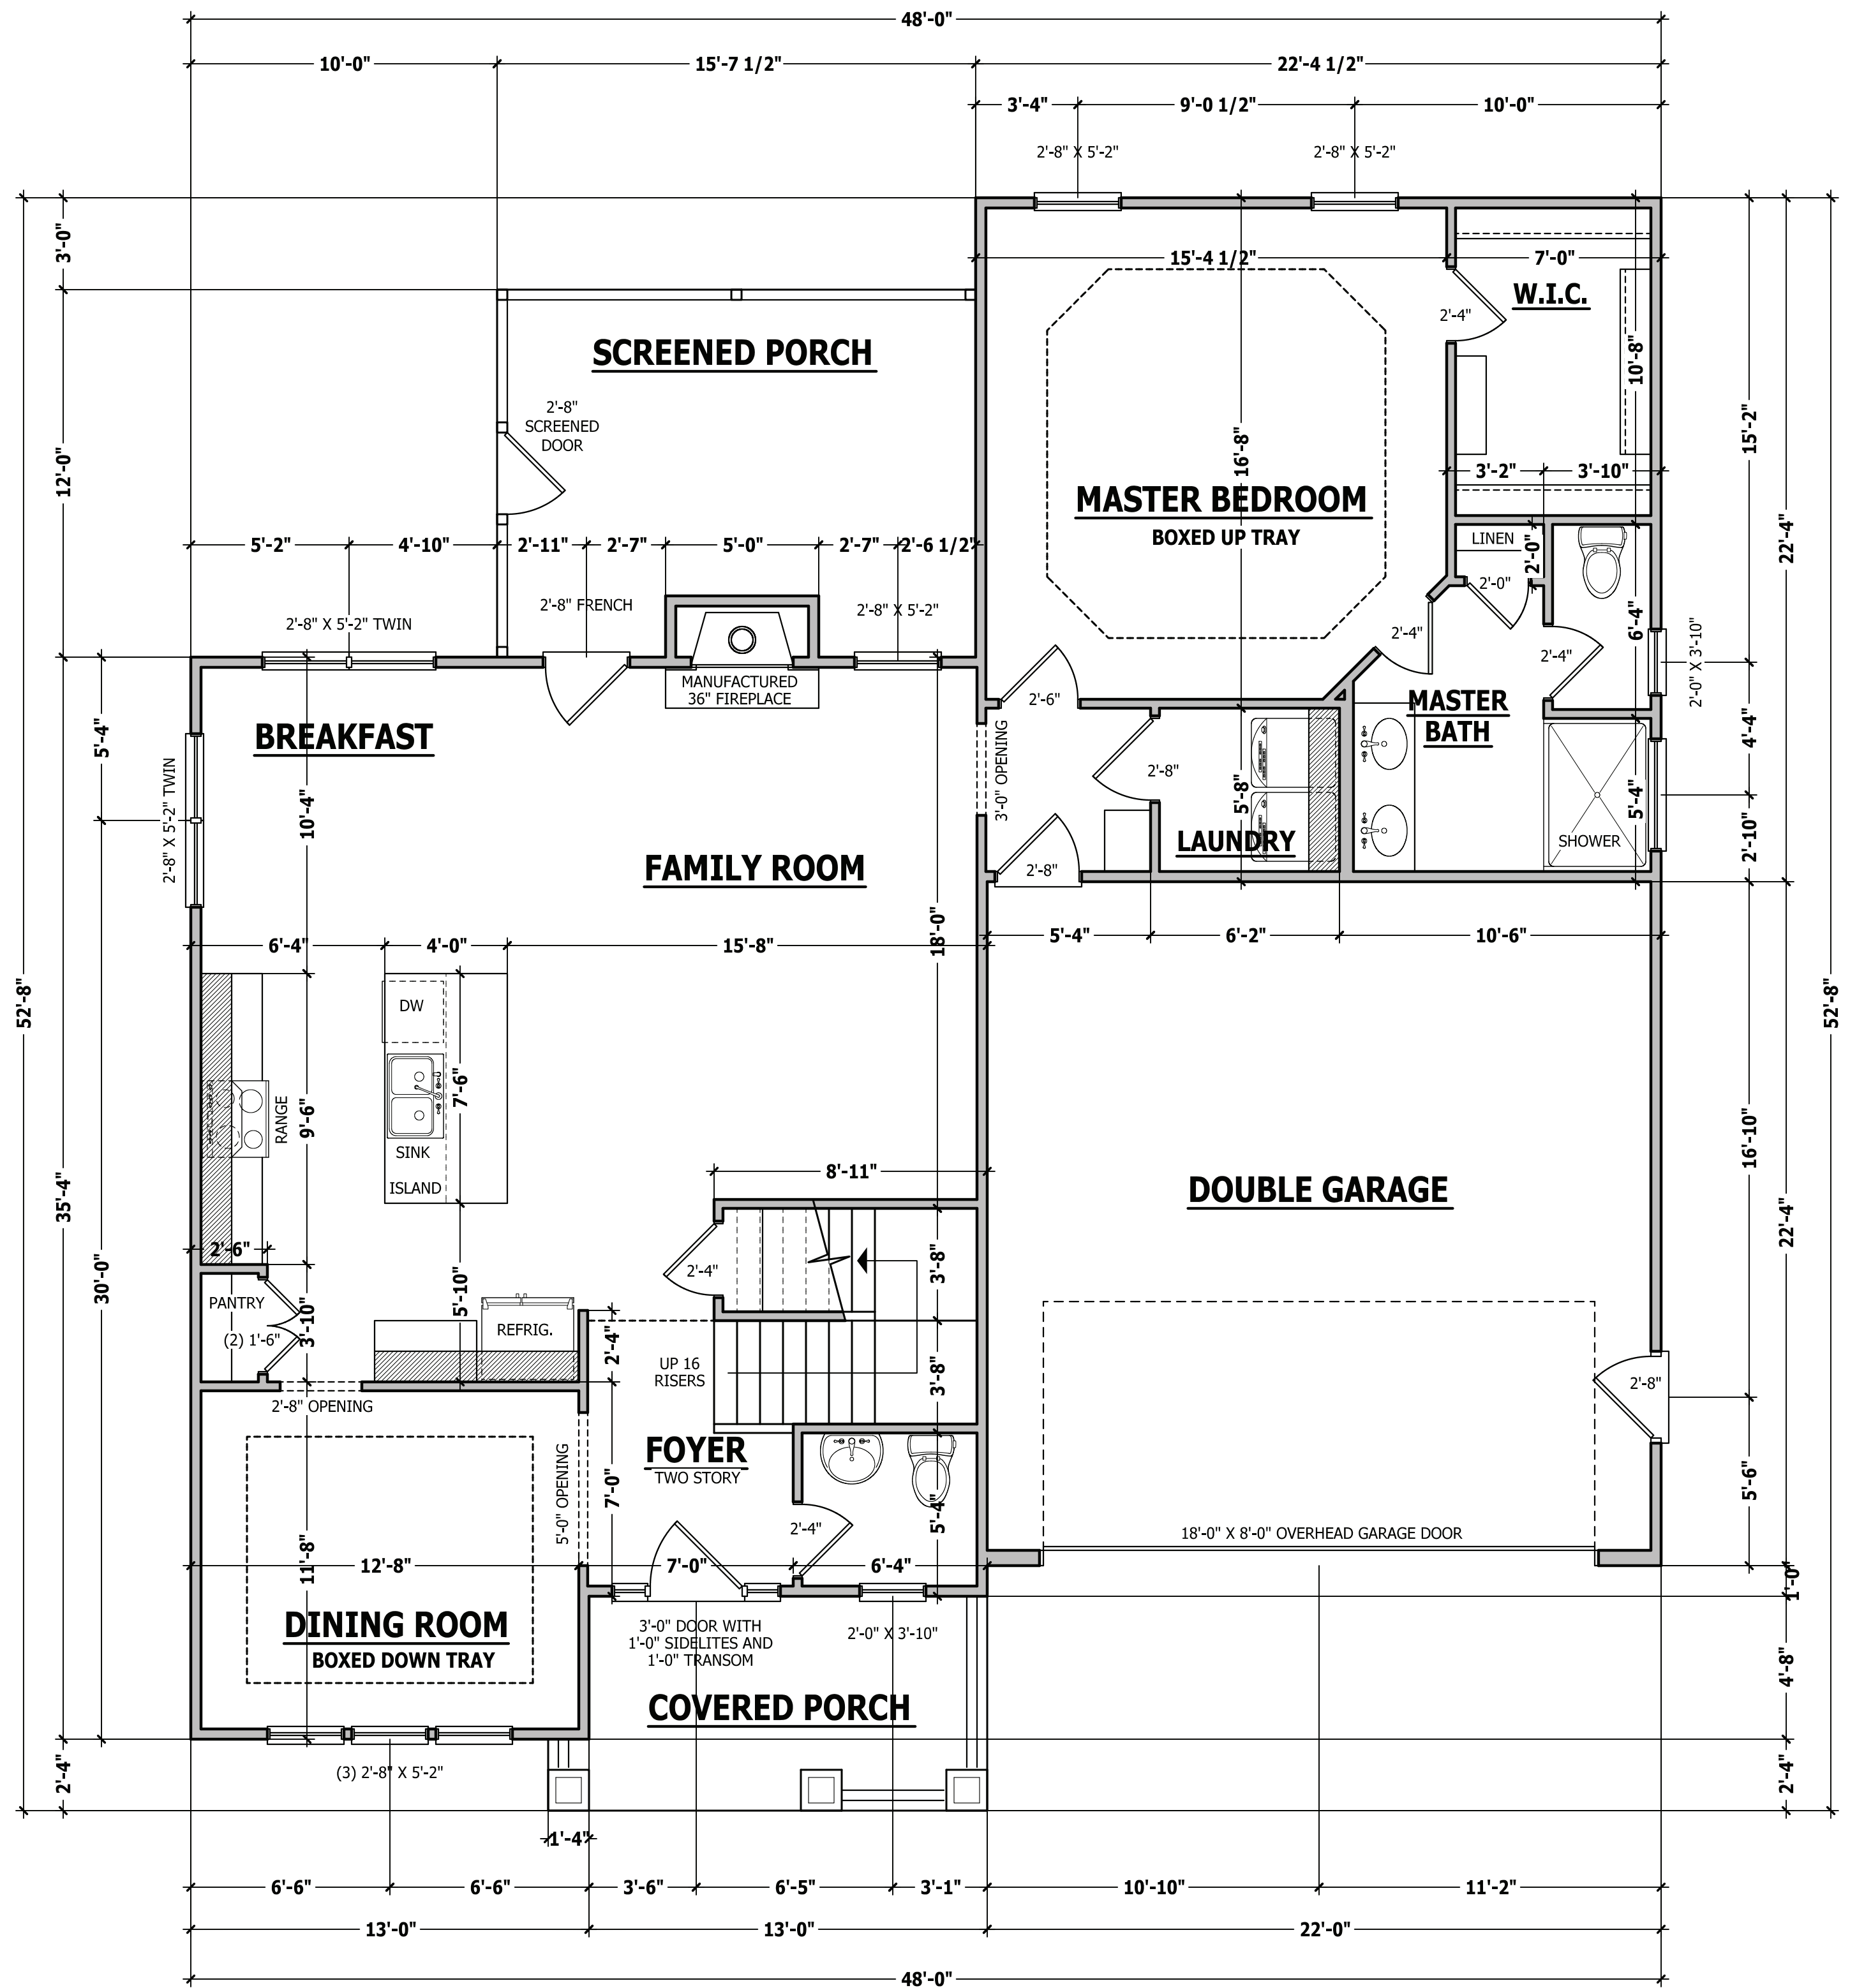 48'-0"
10'-0"
15'-7 1/2"
22'-4 1/2"
3'-4"
9'-0 1/2"
10'-0"
2'-8" X 5'-2"
2'-8" X 5'-2"
3'-0"
15'-4 1/2"
7'-0"
W.I.C.
2'-4"
SCREENED PORCH
10'-8"
2'-8"
SCREENED
DOOR
12'-0"
16'-8"
15'-2"
3'-2"
3'-10"
MASTER BEDROOM
BOXED UP TRAY
5'-2"
4'-10"
2'-11"
2'-7"
5'-0"
2'-7"
2'-6 1/2"
LINEN
2'-0"
2'-0"
22'-4"
2'-8" X 5'-2" TWIN
2'-8" FRENCH
2'-8" X 5'-2"
2'-4"
6'-4"
2'-4"
2'-0" X 3'-10"
MANUFACTURED
36" FIREPLACE
2'-6"
MASTER
BATH
BREAKFAST
5'-4"
4'-4"
2'-8" X 5'-2" TWIN
10'-4"
3'-0" OPENING
2'-8"
5'-8"
5'-4"
LAUNDRY
SHOWER
2'-10"
FAMILY ROOM
2'-8"
6'-4"
4'-0"
15'-8"
18'-0"
5'-4"
6'-2"
10'-6"
52'-8"
52'-8"
DW
7'-6"
RANGE
9'-6"
SINK
ISLAND
8'-11"
16'-10"
DOUBLE GARAGE
35'-4"
22'-4"
30'-0"
2'-6"
2'-4"
3'-8"
PANTRY
(2) 1'-6"
3'-10"
5'-10"
REFRIG.
2'-4"
UP 16
RISERS
3'-8"
2'-8"
2'-8" OPENING
FOYER
TWO STORY
5'-0" OPENING
7'-0"
5'-4"
5'-6"
2'-4"
18'-0" X 8'-0" OVERHEAD GARAGE DOOR
11'-8"
12'-8"
7'-0"
6'-4"
1'-0"
DINING ROOM
BOXED DOWN TRAY
3'-0" DOOR WITH
1'-0" SIDELITES AND
1'-0" TRANSOM
2'-0" X 3'-10"
4'-8"
COVERED PORCH
(3) 2'-8" X 5'-2"
2'-4"
2'-4"
1'-4"
6'-6"
6'-6"
3'-6"
6'-5"
3'-1"
10'-10"
11'-2"
13'-0"
13'-0"
22'-0"
48'-0"